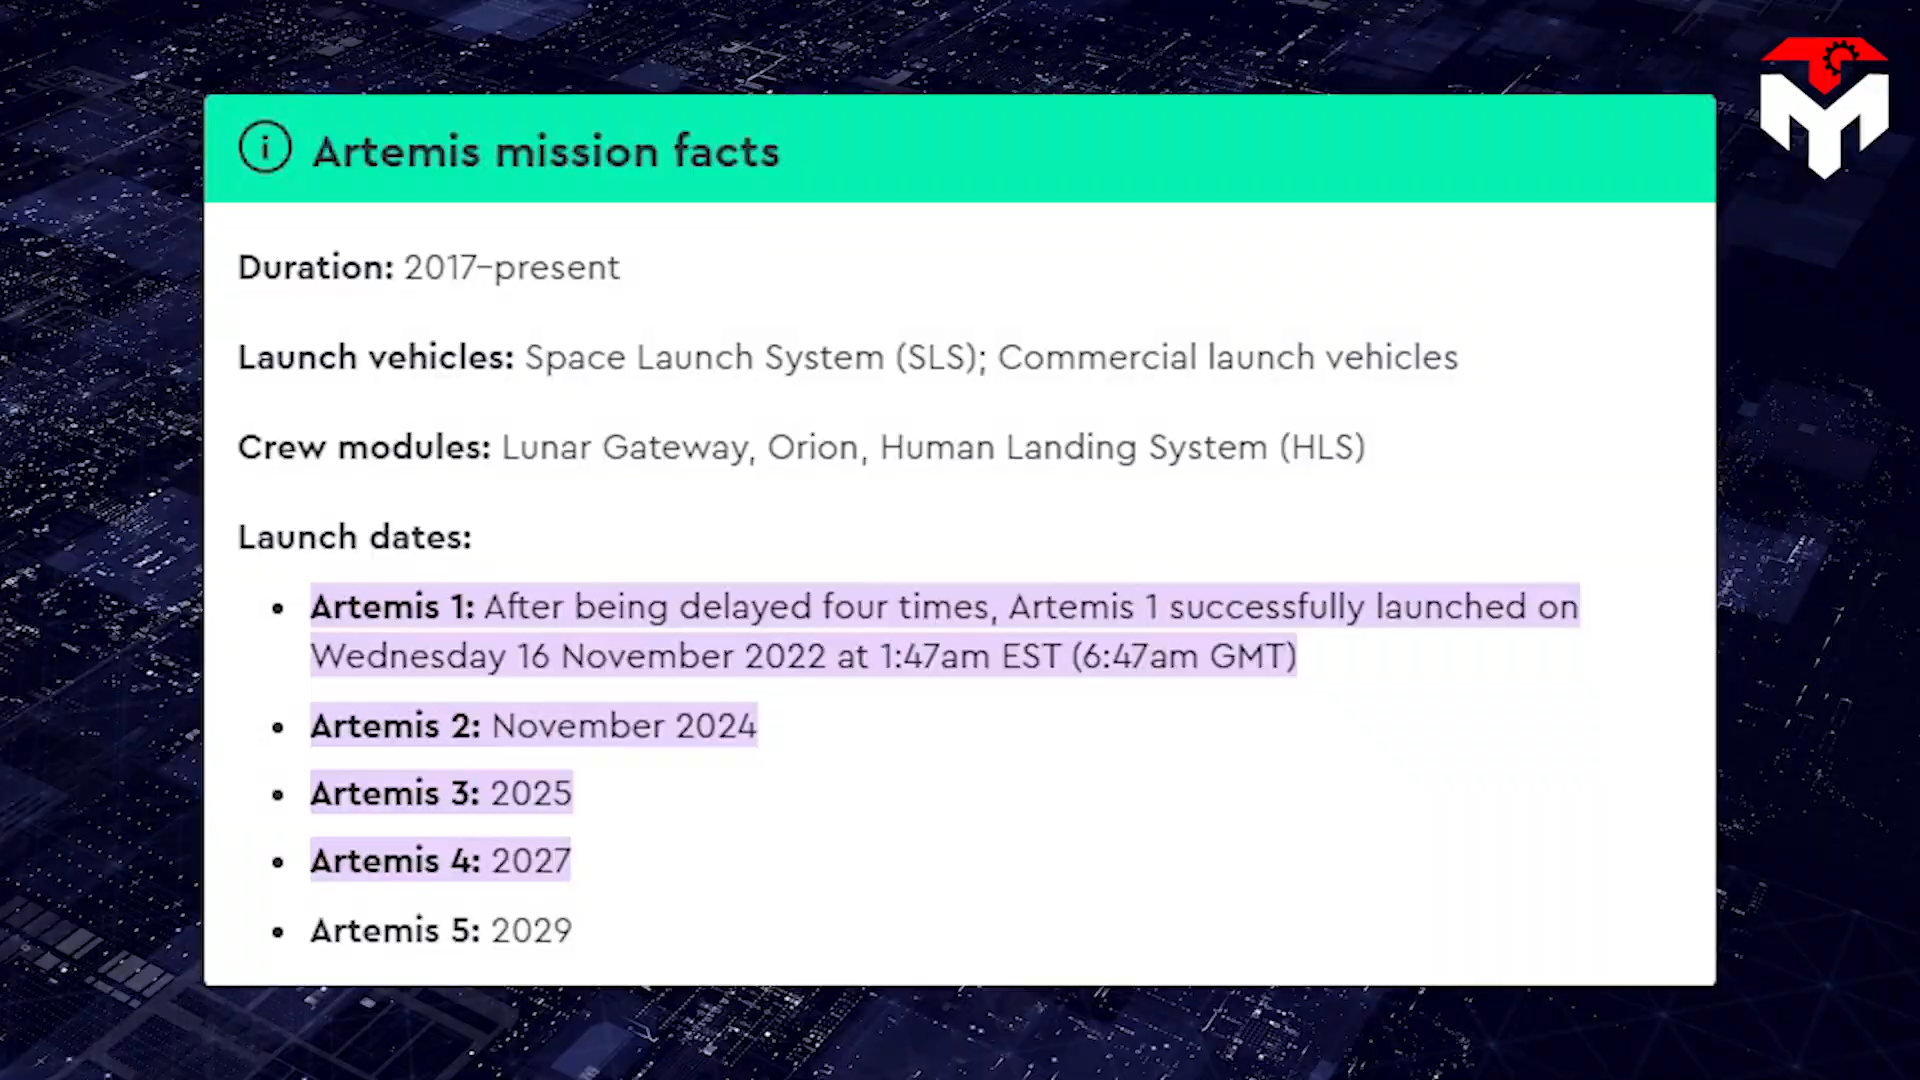 Artemis mission facts
Duration: 2017–present
Launch vehicles: Space Launch System (SLS); Commercial launch vehicles
Crew modules: Lunar Gateway, Orion, Human Landing System (HLS)
Launch dates:
• Artemis 1: After being delayed four times, Artemis 1 successfully launched on
Wednesday 16 November 2022 at 1:47am EST (6:47am GMT)
• Artemis 2: November 2024
• Artemis 3: 2025
• Artemis 4: 2027
• Artemis 5: 2029